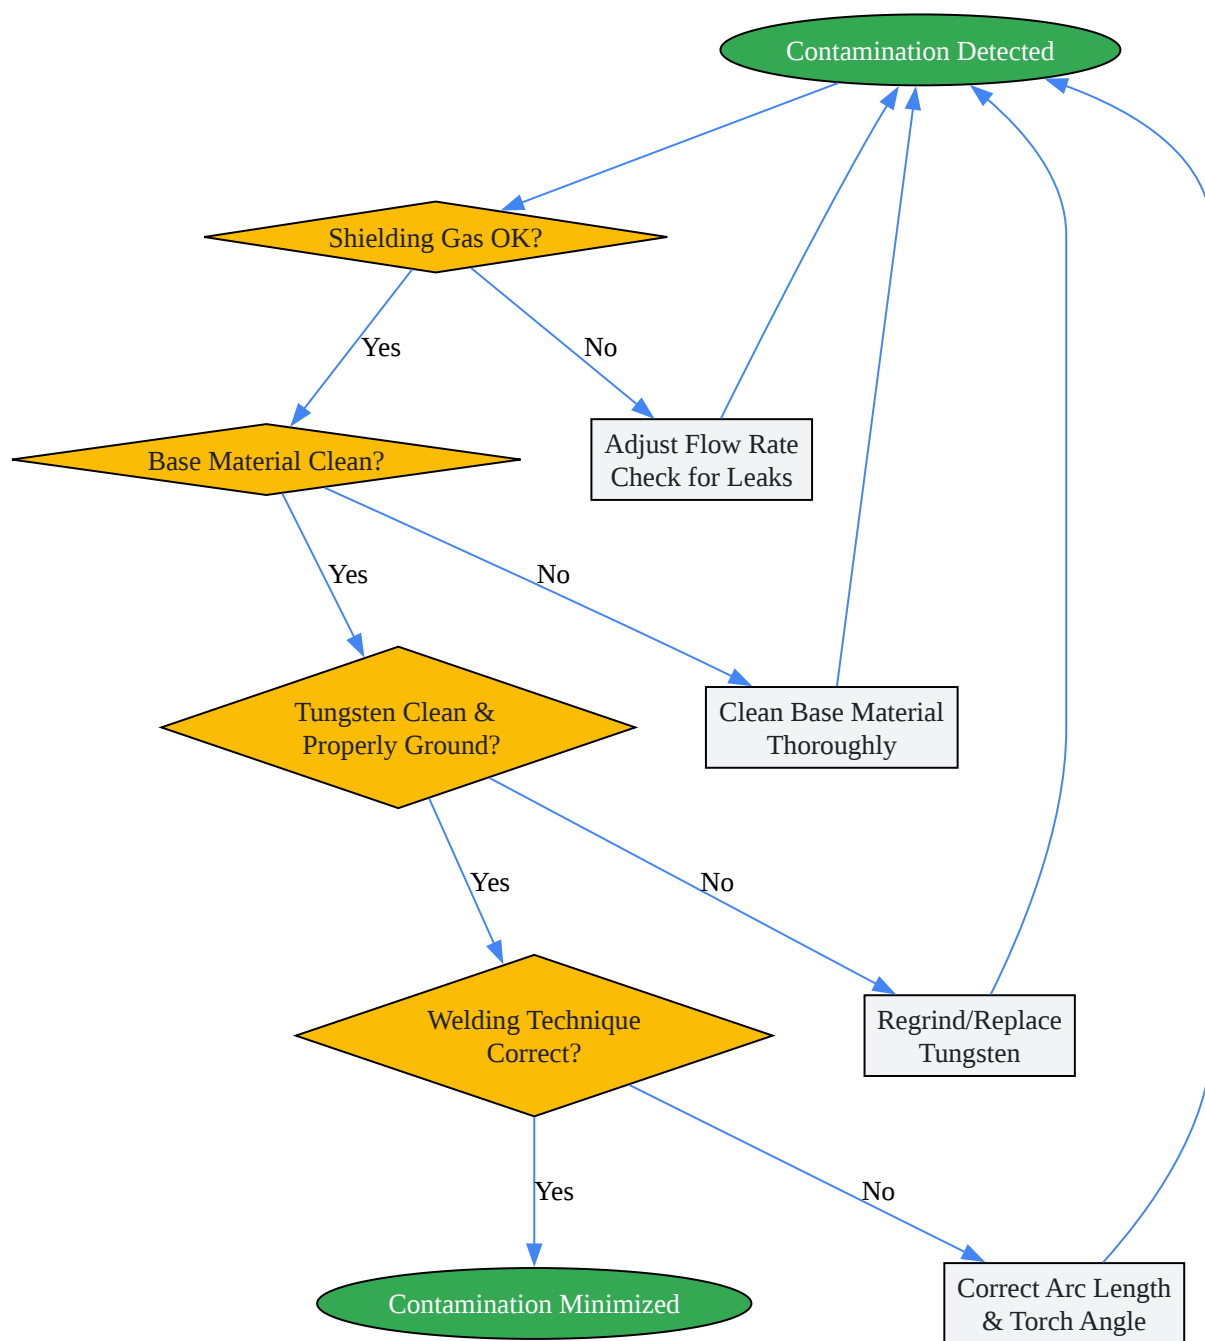 Contamination Detected
Shielding Gas OK?
Yes
No
Adjust Flow Rate
Check for Leaks
Base Material Clean?
Yes
No
Tungsten Clean &
Properly Ground?
Clean Base Material
Thoroughly
Yes
No
Welding Technique
Correct?
Regrind/Replace
Tungsten
Yes
No
Contamination Minimized
Correct Arc Length
& Torch Angle